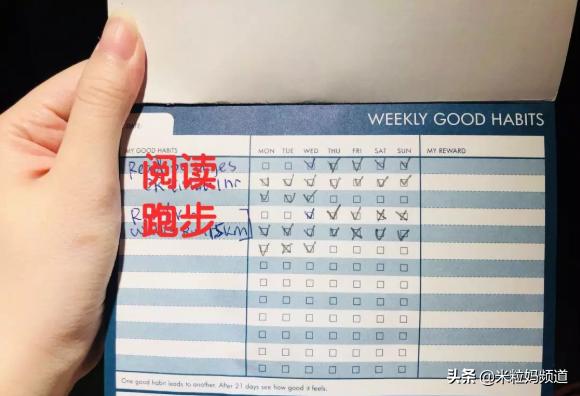 WEEKLY GOOD HABITS
MY GOOD HABITS
MON TUE WED THU FRI SAT SUN
MY REWARD
阅读
1hr
跑步
5km
One good habit leads to another. After 21 days see how good it feels.
头条 @米粒妈频道